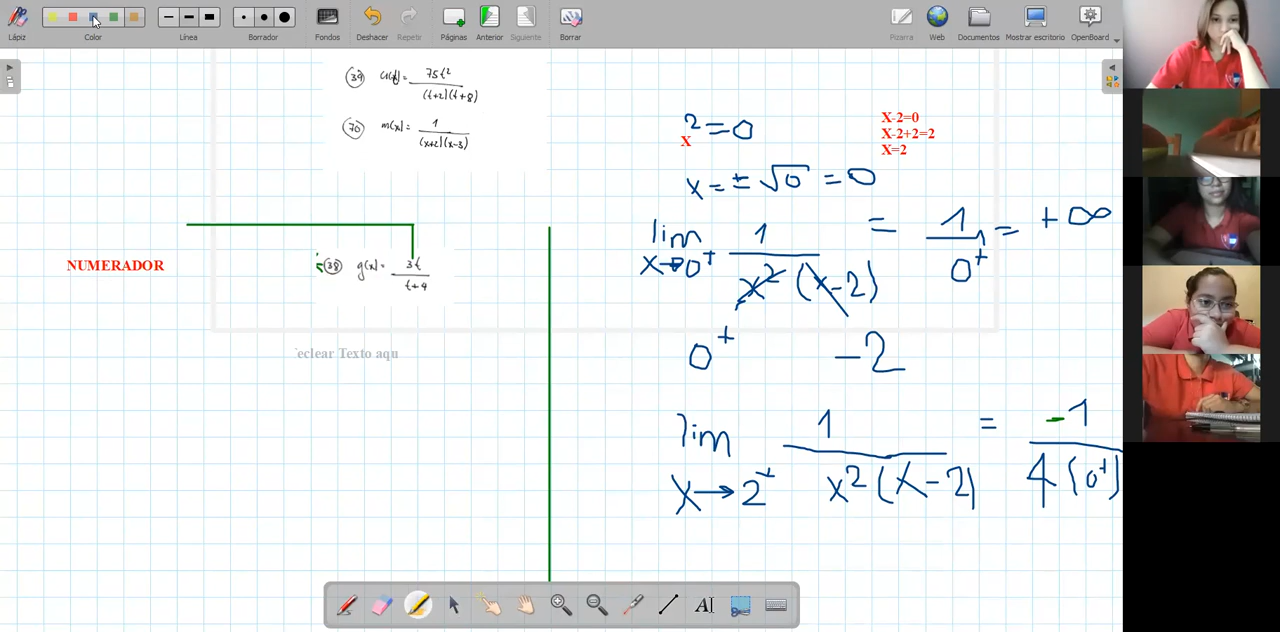 Lápiz Color Línea Borrador Fondos Deshacer Repetir Páginas Anterior Siguiente Borrar Pizarra Web Documentos Mostrar escritorio OpenBoard
39 G(t) = 75t² / (t+2)(t+8)
70 m(x) = 1 / (x+2)(x-3)
NUMERADOR
38 g(x) = 3t / t+4
eclear Texto aqu
x² = 0
x = ± √0 = 0
X-2=0
X-2+2=2
X=2
lim x→0⁺ 1 / x² (x-2) = 1 / 0⁺ = +∞
0⁺ -2
lim x→2⁺ 1 / x² (x-2) = -1 / 4 (0⁺)
AI